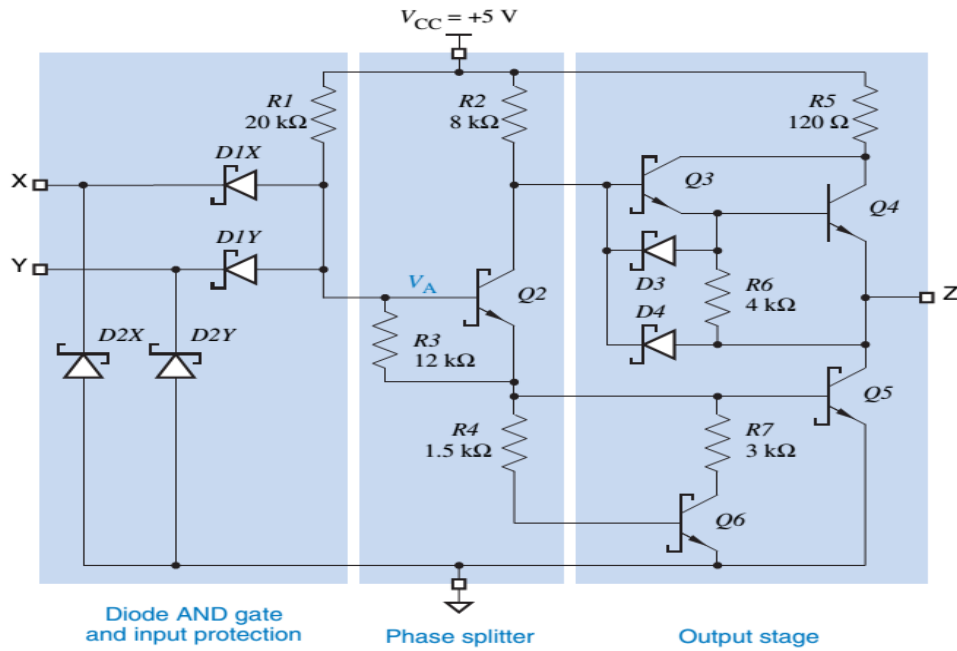 VCC = +5 V
R1
20 kΩ
R2
8 kΩ
R5
120 Ω
D1X
X
Q3
Q4
D1Y
Y
VA
Q2
D3
R6
4 kΩ
Z
D2X
D2Y
R3
12 kΩ
D4
Q5
R4
1.5 kΩ
R7
3 kΩ
Q6
Diode AND gate
and input protection
Phase splitter
Output stage